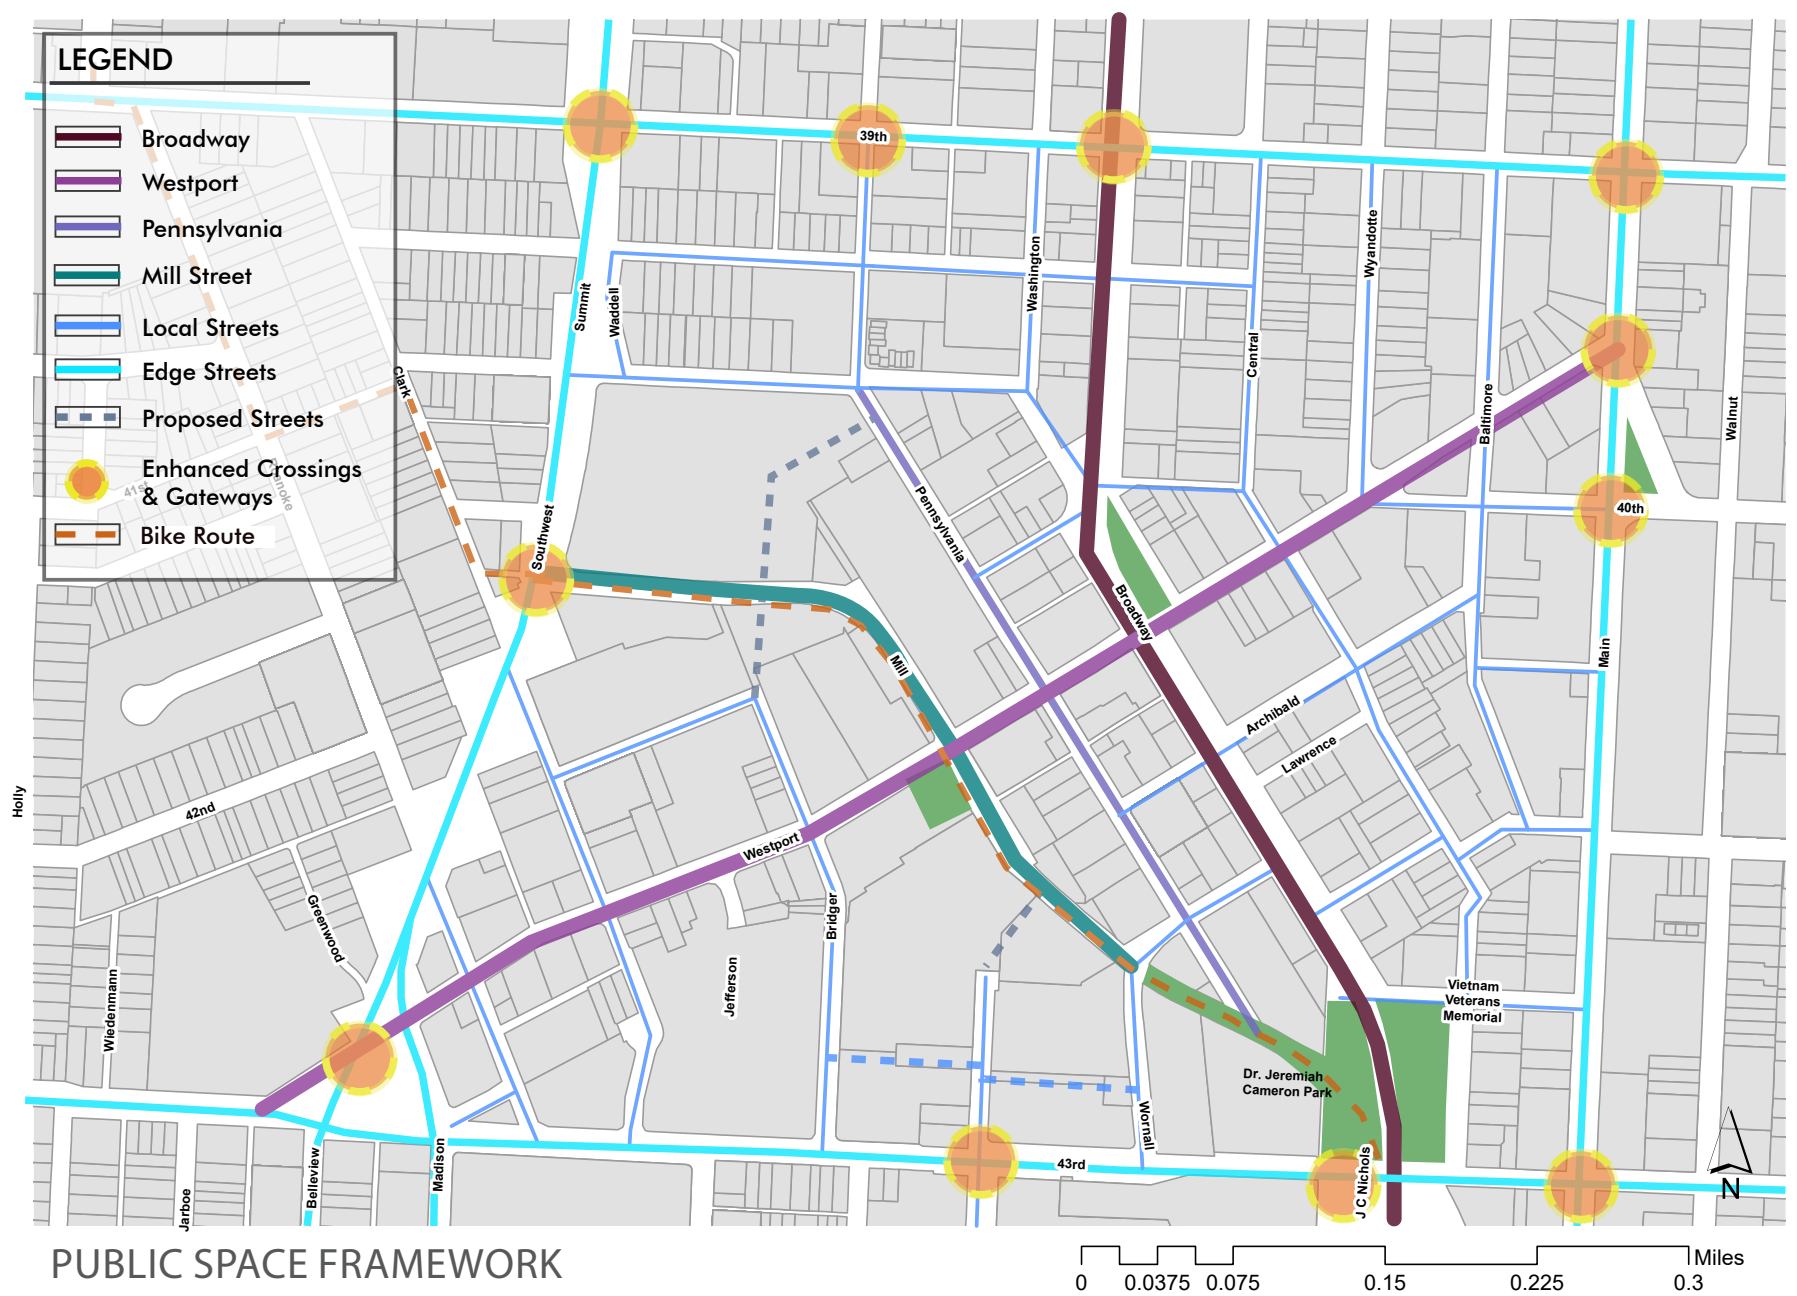 LEGEND
Broadway
Westport
Pennsylvania
Mill Street
Local Streets
Edge Streets
Proposed Streets
Enhanced Crossings
& Gateways
Bike Route
39th
Summit
Waddell
Washington
Wyandotte
Central
Clark
Baltimore
Walnut
41st
Roanoke
Southwest
Pennsylvania
40th
Broadway
Mill
Main
Archibald
Lawrence
Holly
42nd
Westport
Greenwood
Bridger
Jefferson
Wiedenmann
Vietnam
Veterans
Memorial
Dr. Jeremiah
Cameron Park
Wornall
43rd
Jarboe
Belleview
Madison
J C Nichols
N
PUBLIC SPACE FRAMEWORK
Miles
0 0.0375 0.075 0.15 0.225 0.3